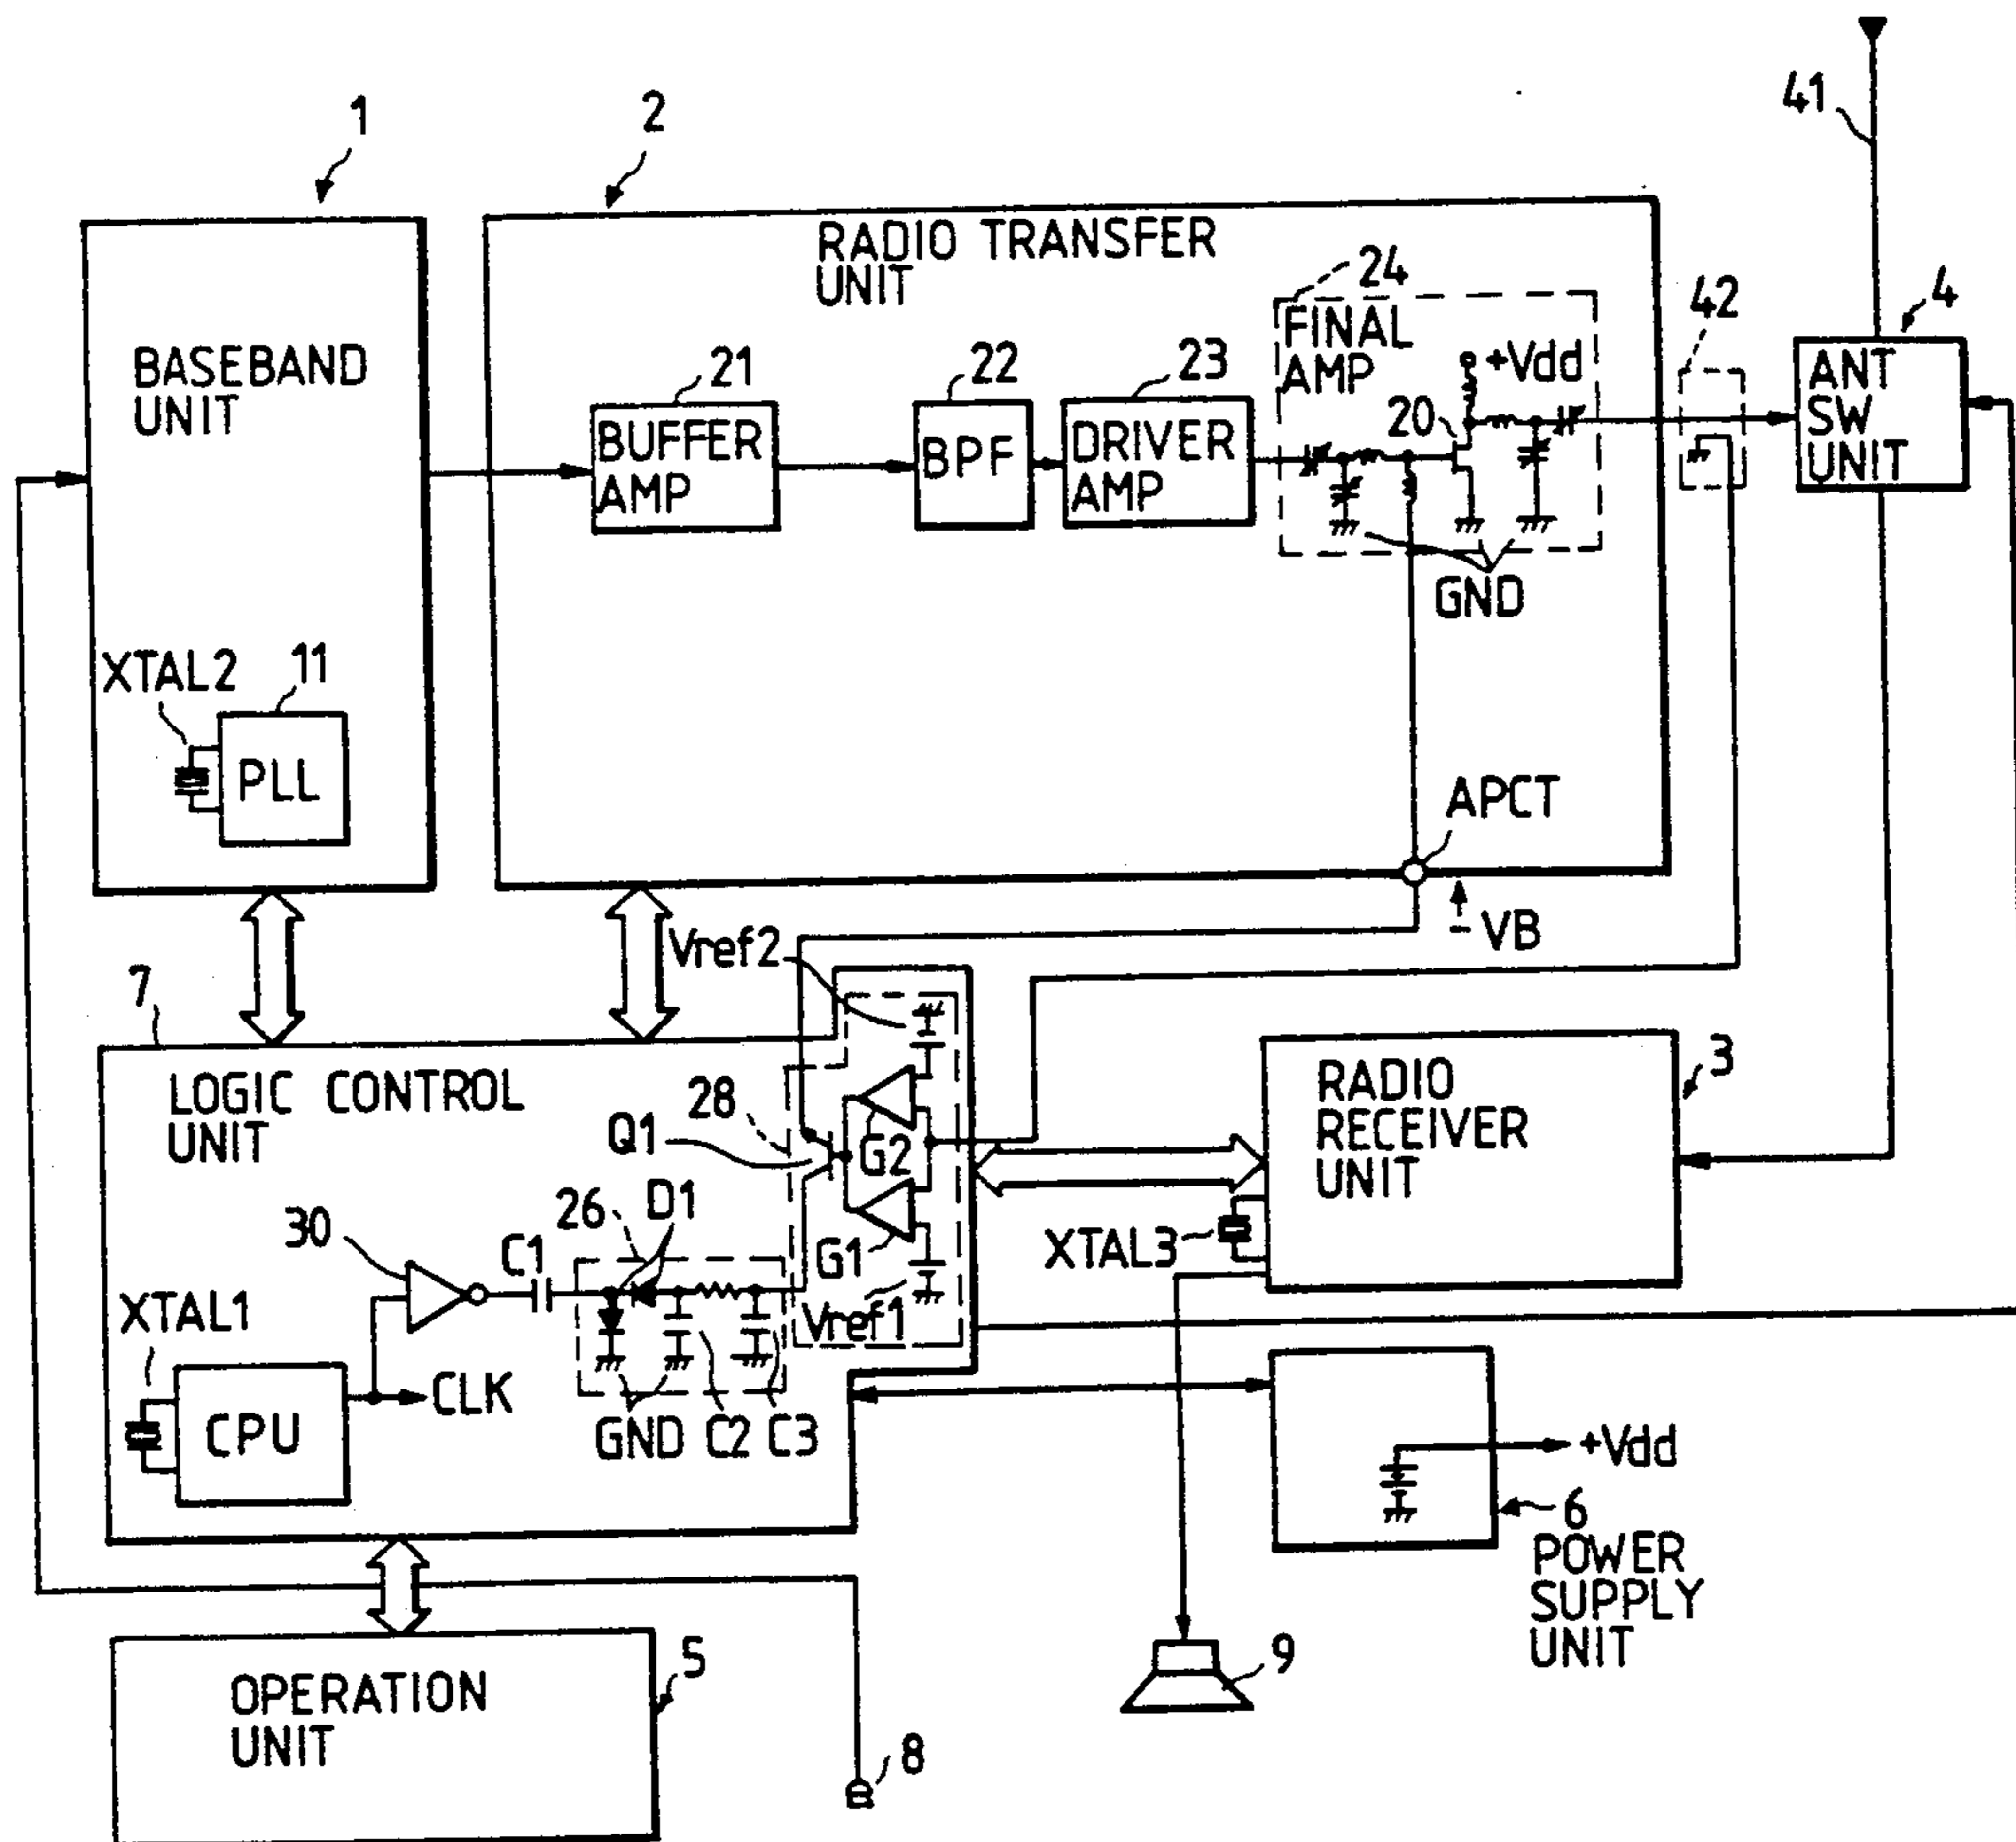 1
2
41
RADIO TRANSFER
UNIT
24
42
4
BASEBAND
UNIT
21
22
23
FINAL
AMP
+Vdd
20
ANT
SW
UNIT
BUFFER
AMP
BPF
DRIVER
AMP
GND
XTAL2
11
PLL
APCT
-VB
Vref2
7
LOGIC CONTROL
UNIT
28
Q1
G2
RADIO
RECEIVER
UNIT
3
26
D1
30
C1
G1
XTAL3
XTAL1
Vref1
CPU
CLK
GND
C2
C3
+Vdd
6
POWER
SUPPLY
UNIT
OPERATION
UNIT
5
9
8